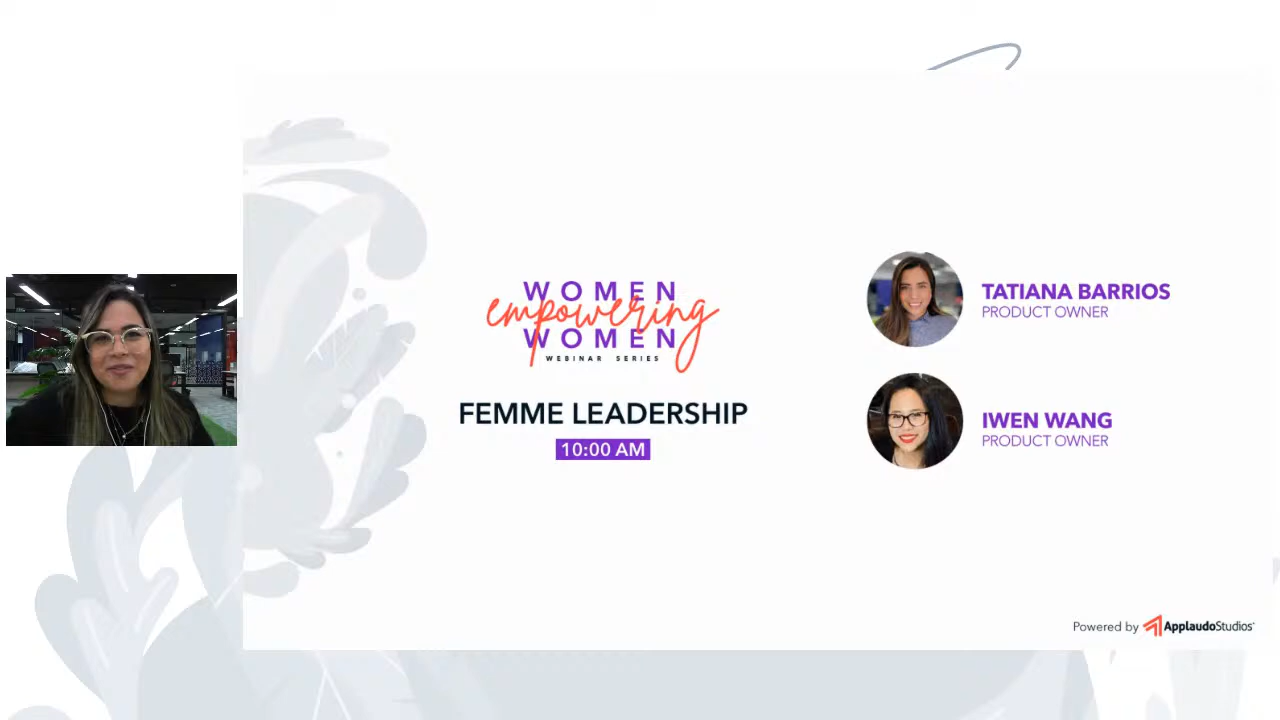 WOMEN
empowering
WOMEN
WEBINAR SERIES
FEMME LEADERSHIP
10:00 AM
TATIANA BARRIOS
PRODUCT OWNER
IWEN WANG
PRODUCT OWNER
Powered by ApplaudoStudios